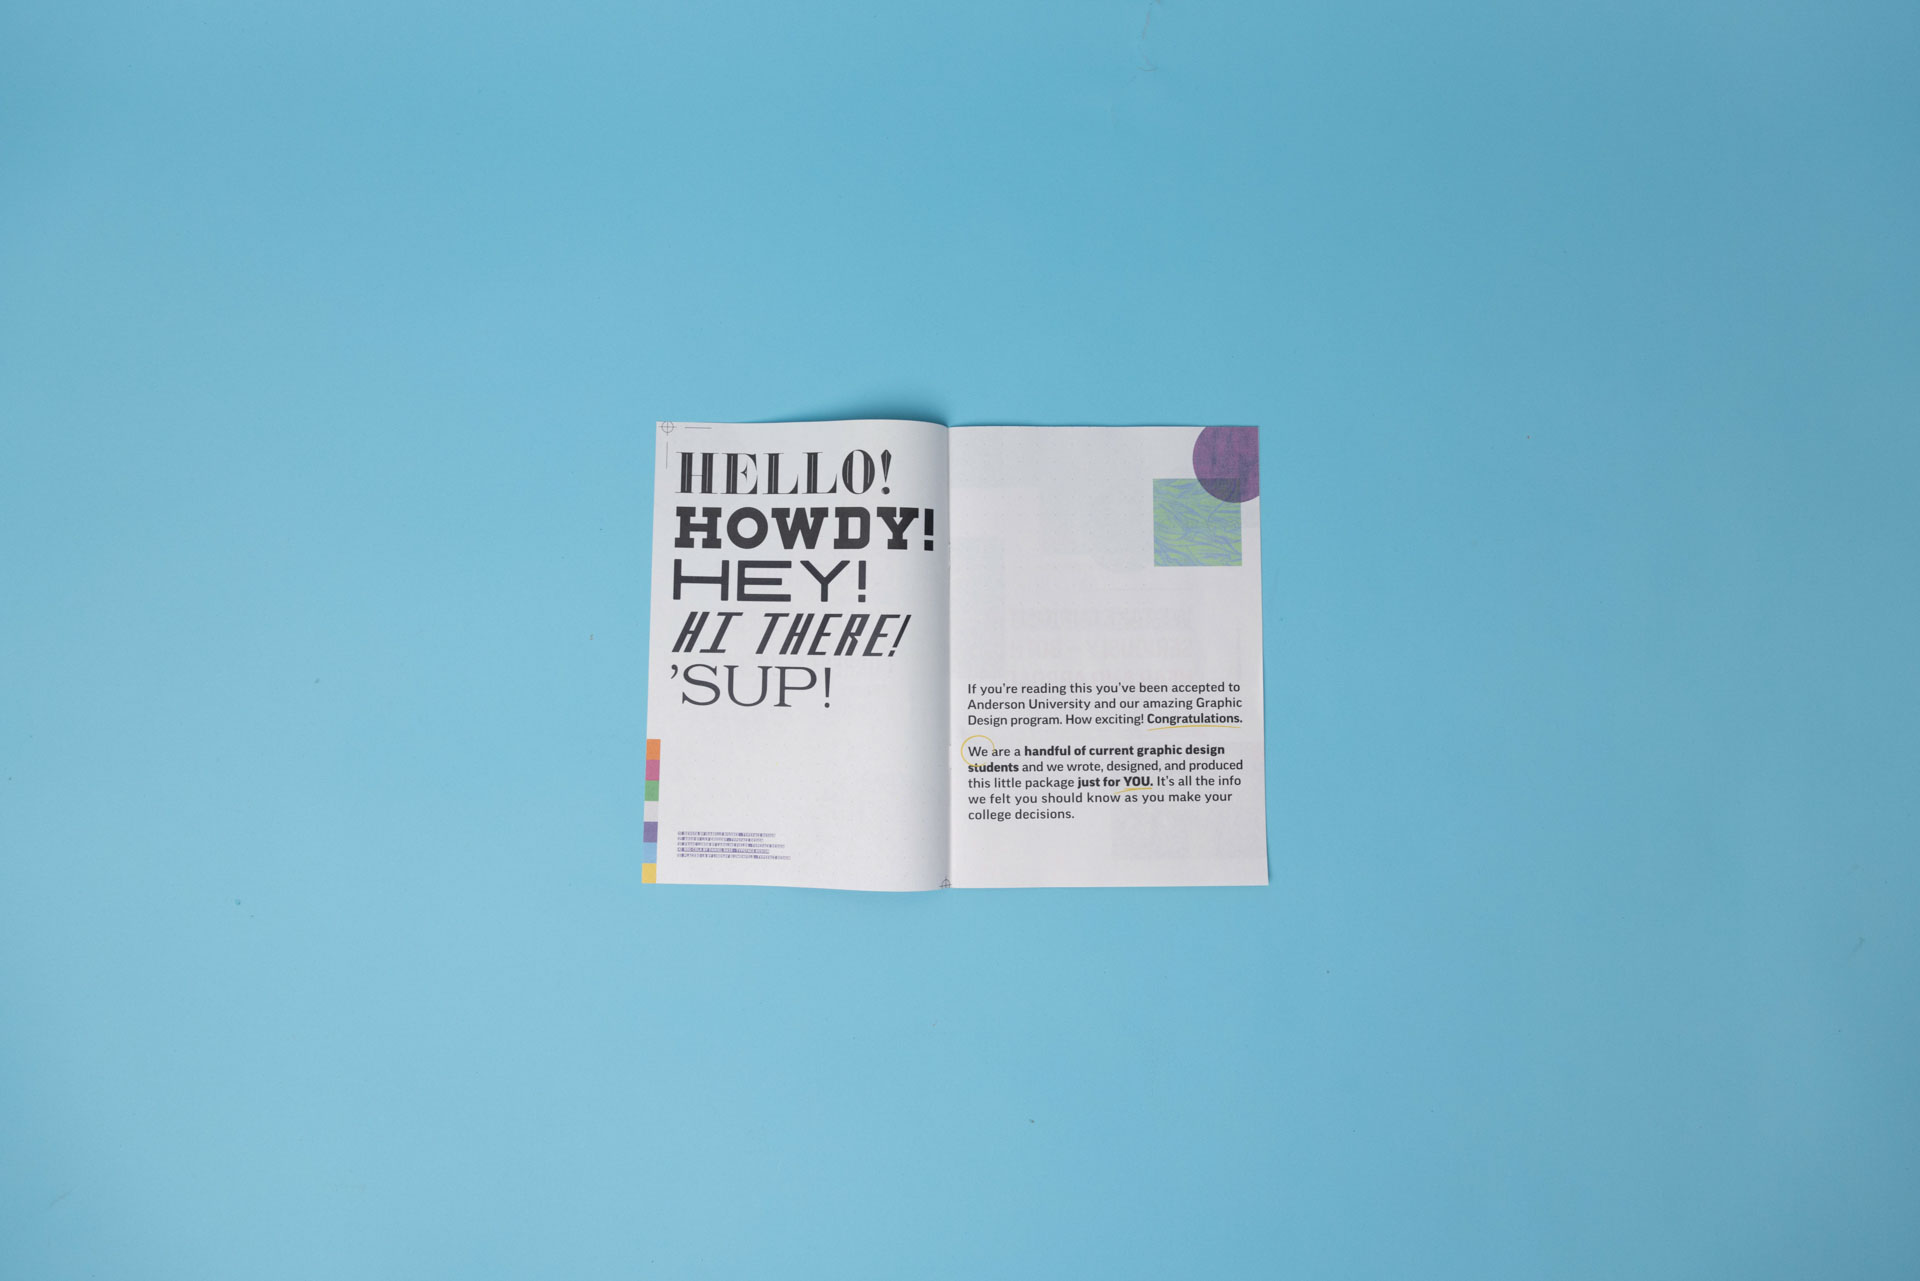 HELLO!
HOWDY!
HEY!
HI THERE!
’SUP!
If you’re reading this you’ve been accepted to
Anderson University and our amazing Graphic
Design program. How exciting! Congratulations.
We are a handful of current graphic design
students and we wrote, designed, and produced
this little package just for YOU. It’s all the info
we felt you should know as you make your
college decisions.